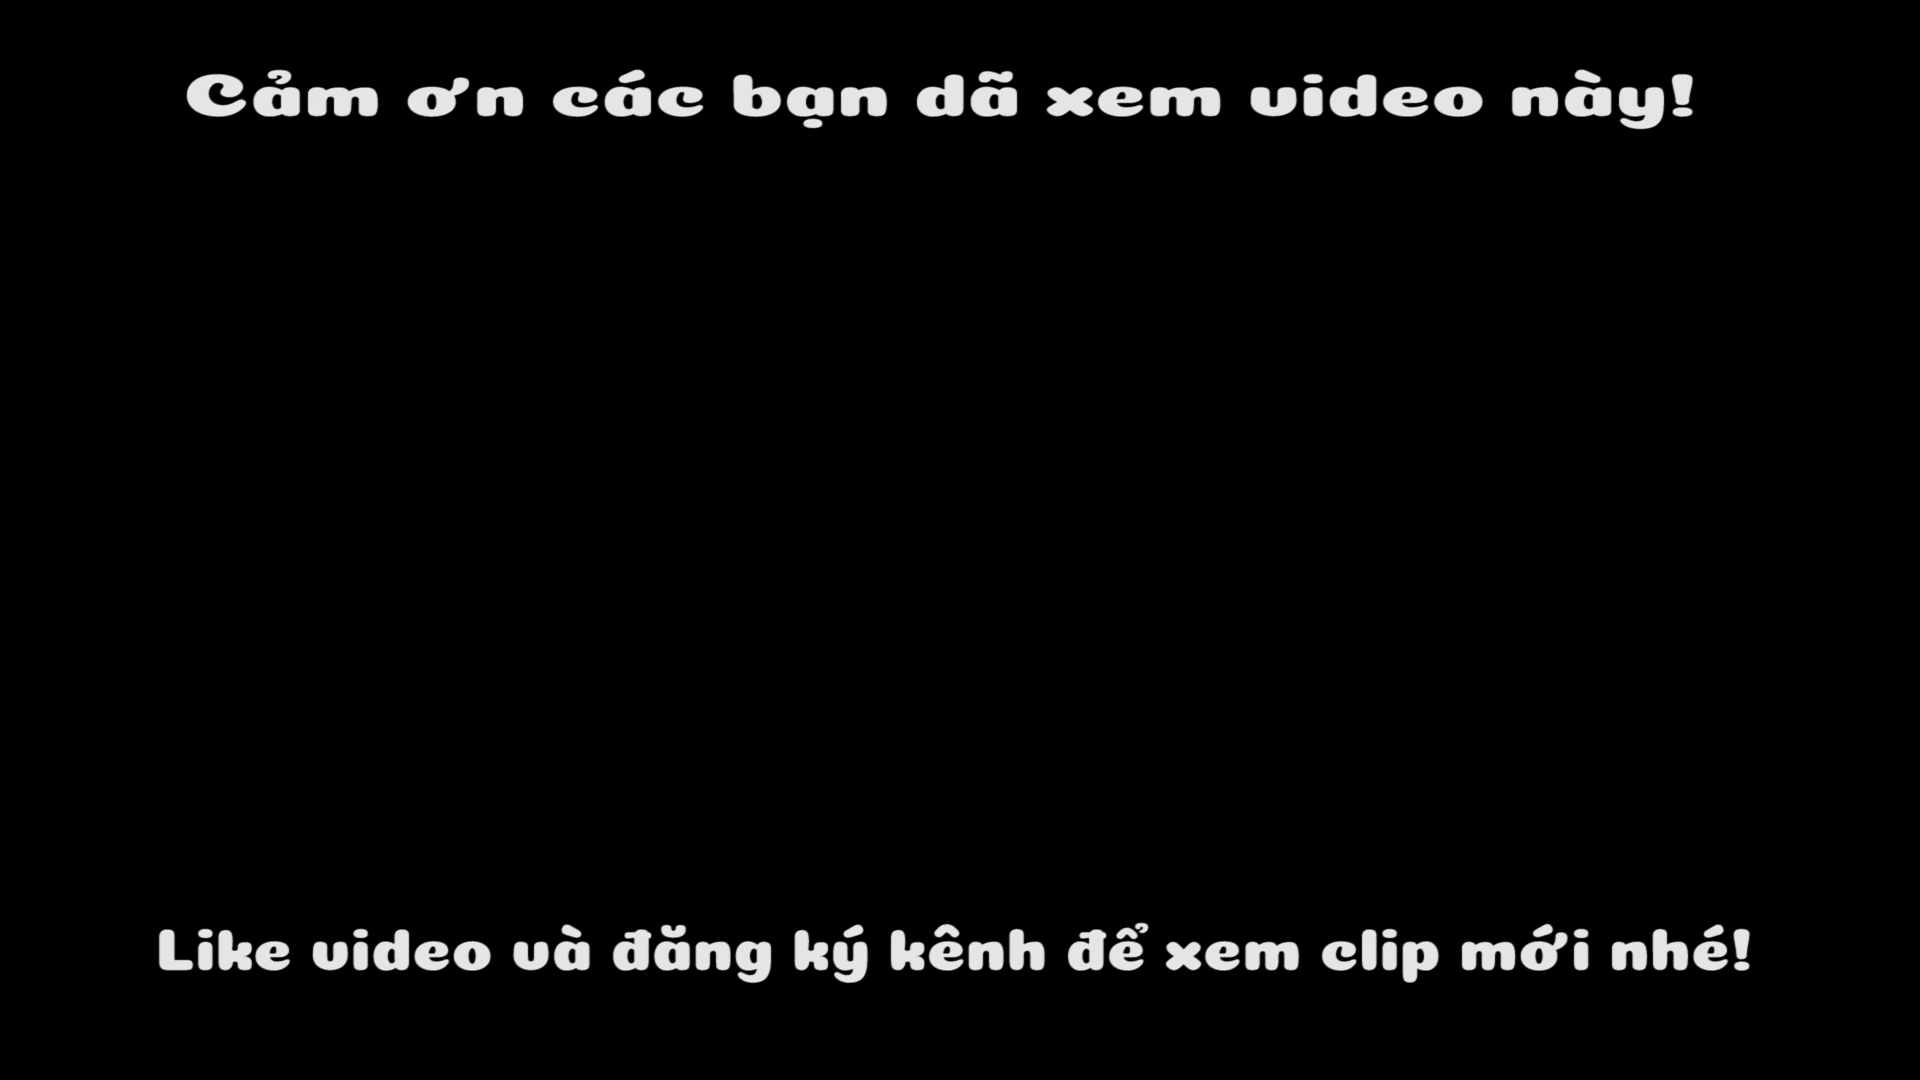 Cảm ơn các bạn dã xem video này!
Like video và đăng ký kênh để xem clip mới nhé!